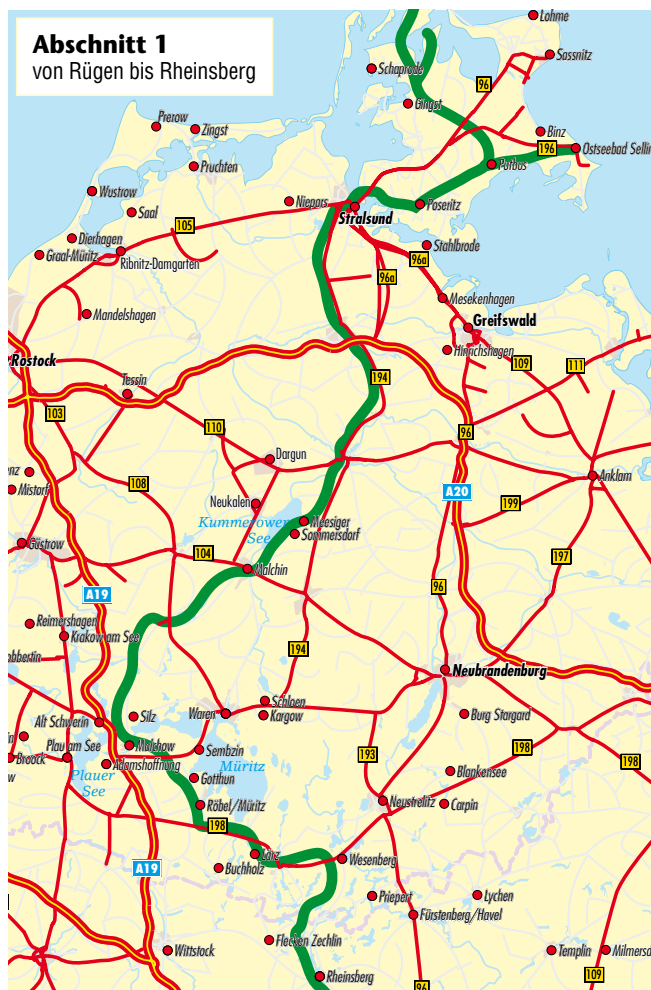 Abschnitt 1
von Rügen bis Rheinsberg
Lohme
Sassnitz
Schaprode
96
Gingst
Prerow
Zingst
Binz
196
Ostseebad Sellin
Putbus
Pruchten
Wustrow
Niepars
Poseritz
Saal
Stralsund
105
Dierhagen
Stahlbrode
Graal-Müritz
Ribnitz-Damgarten
96a
96a
Mesekenhagen
Mandelshagen
Greifswald
Hinrichshagen
Rostock
109
111
Tessin
194
103
110
96
Dargun
Mistorf
108
A20
Anklam
Neukalen
199
Kummerower
See
Meesiger
Sommersdorf
Güstrow
104
197
Malchin
96
A19
Reimershagen
Krakow am See
194
Neubrandenburg
Schloen
Silz
Waren
Kargow
Burg Stargard
Alt Schwerin
Malchow
Sembzin
193
198
Plau am See
Broock
Adamshoffnung
Müritz
198
Plauer
See
Gotthun
Blankensee
Röbel/Müritz
Neustrelitz
Carpin
198
Lärz
Wesenberg
A19
Buchholz
Priepert
Lychen
Fürstenberg/Havel
Flecken Zechlin
Wittstock
Templin
Rheinsberg
109
96